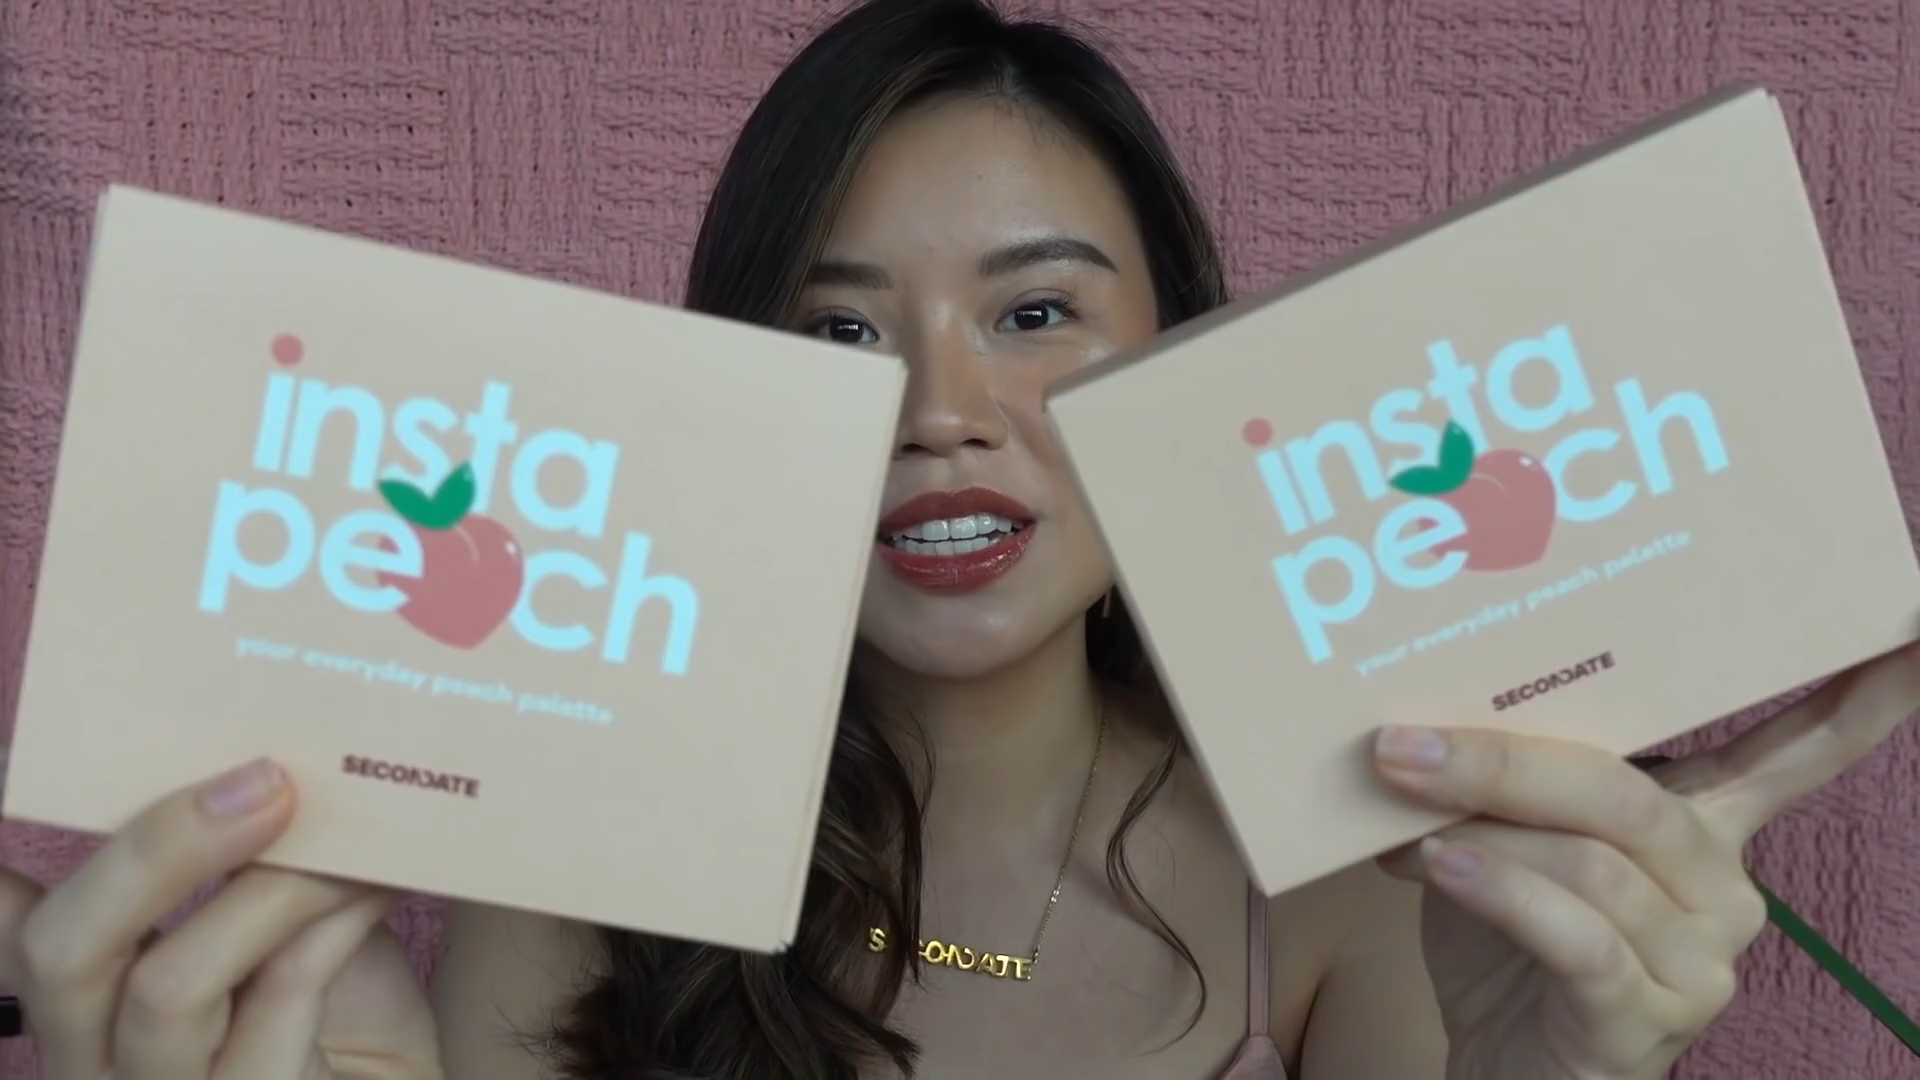 insta
peach
your everyday peach palette
SECONDATE
insta
peach
your everyday peach palette
SECONDATE
SECONDATE